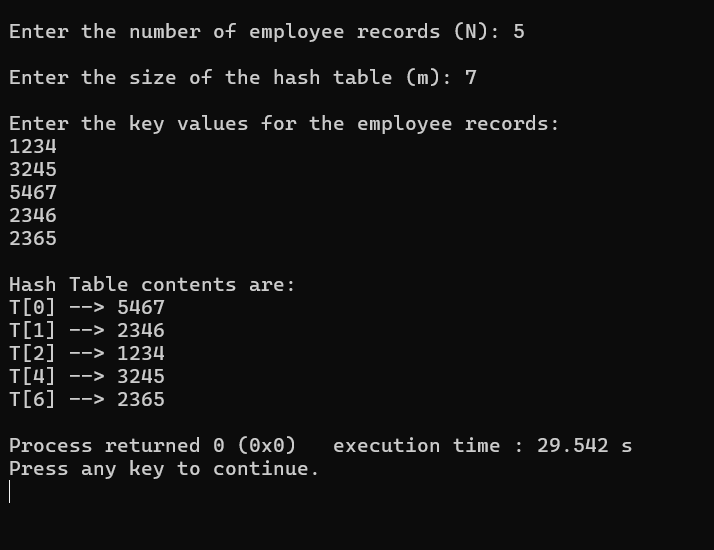 Enter the number of employee records (N): 5
Enter the size of the hash table (m): 7
Enter the key values for the employee records:
1234
3245
5467
2346
2365
Hash Table contents are:
T[0] --> 5467
T[1] --> 2346
T[2] --> 1234
T[4] --> 3245
T[6] --> 2365
Process returned 0 (0x0)   execution time : 29.542 s
Press any key to continue.